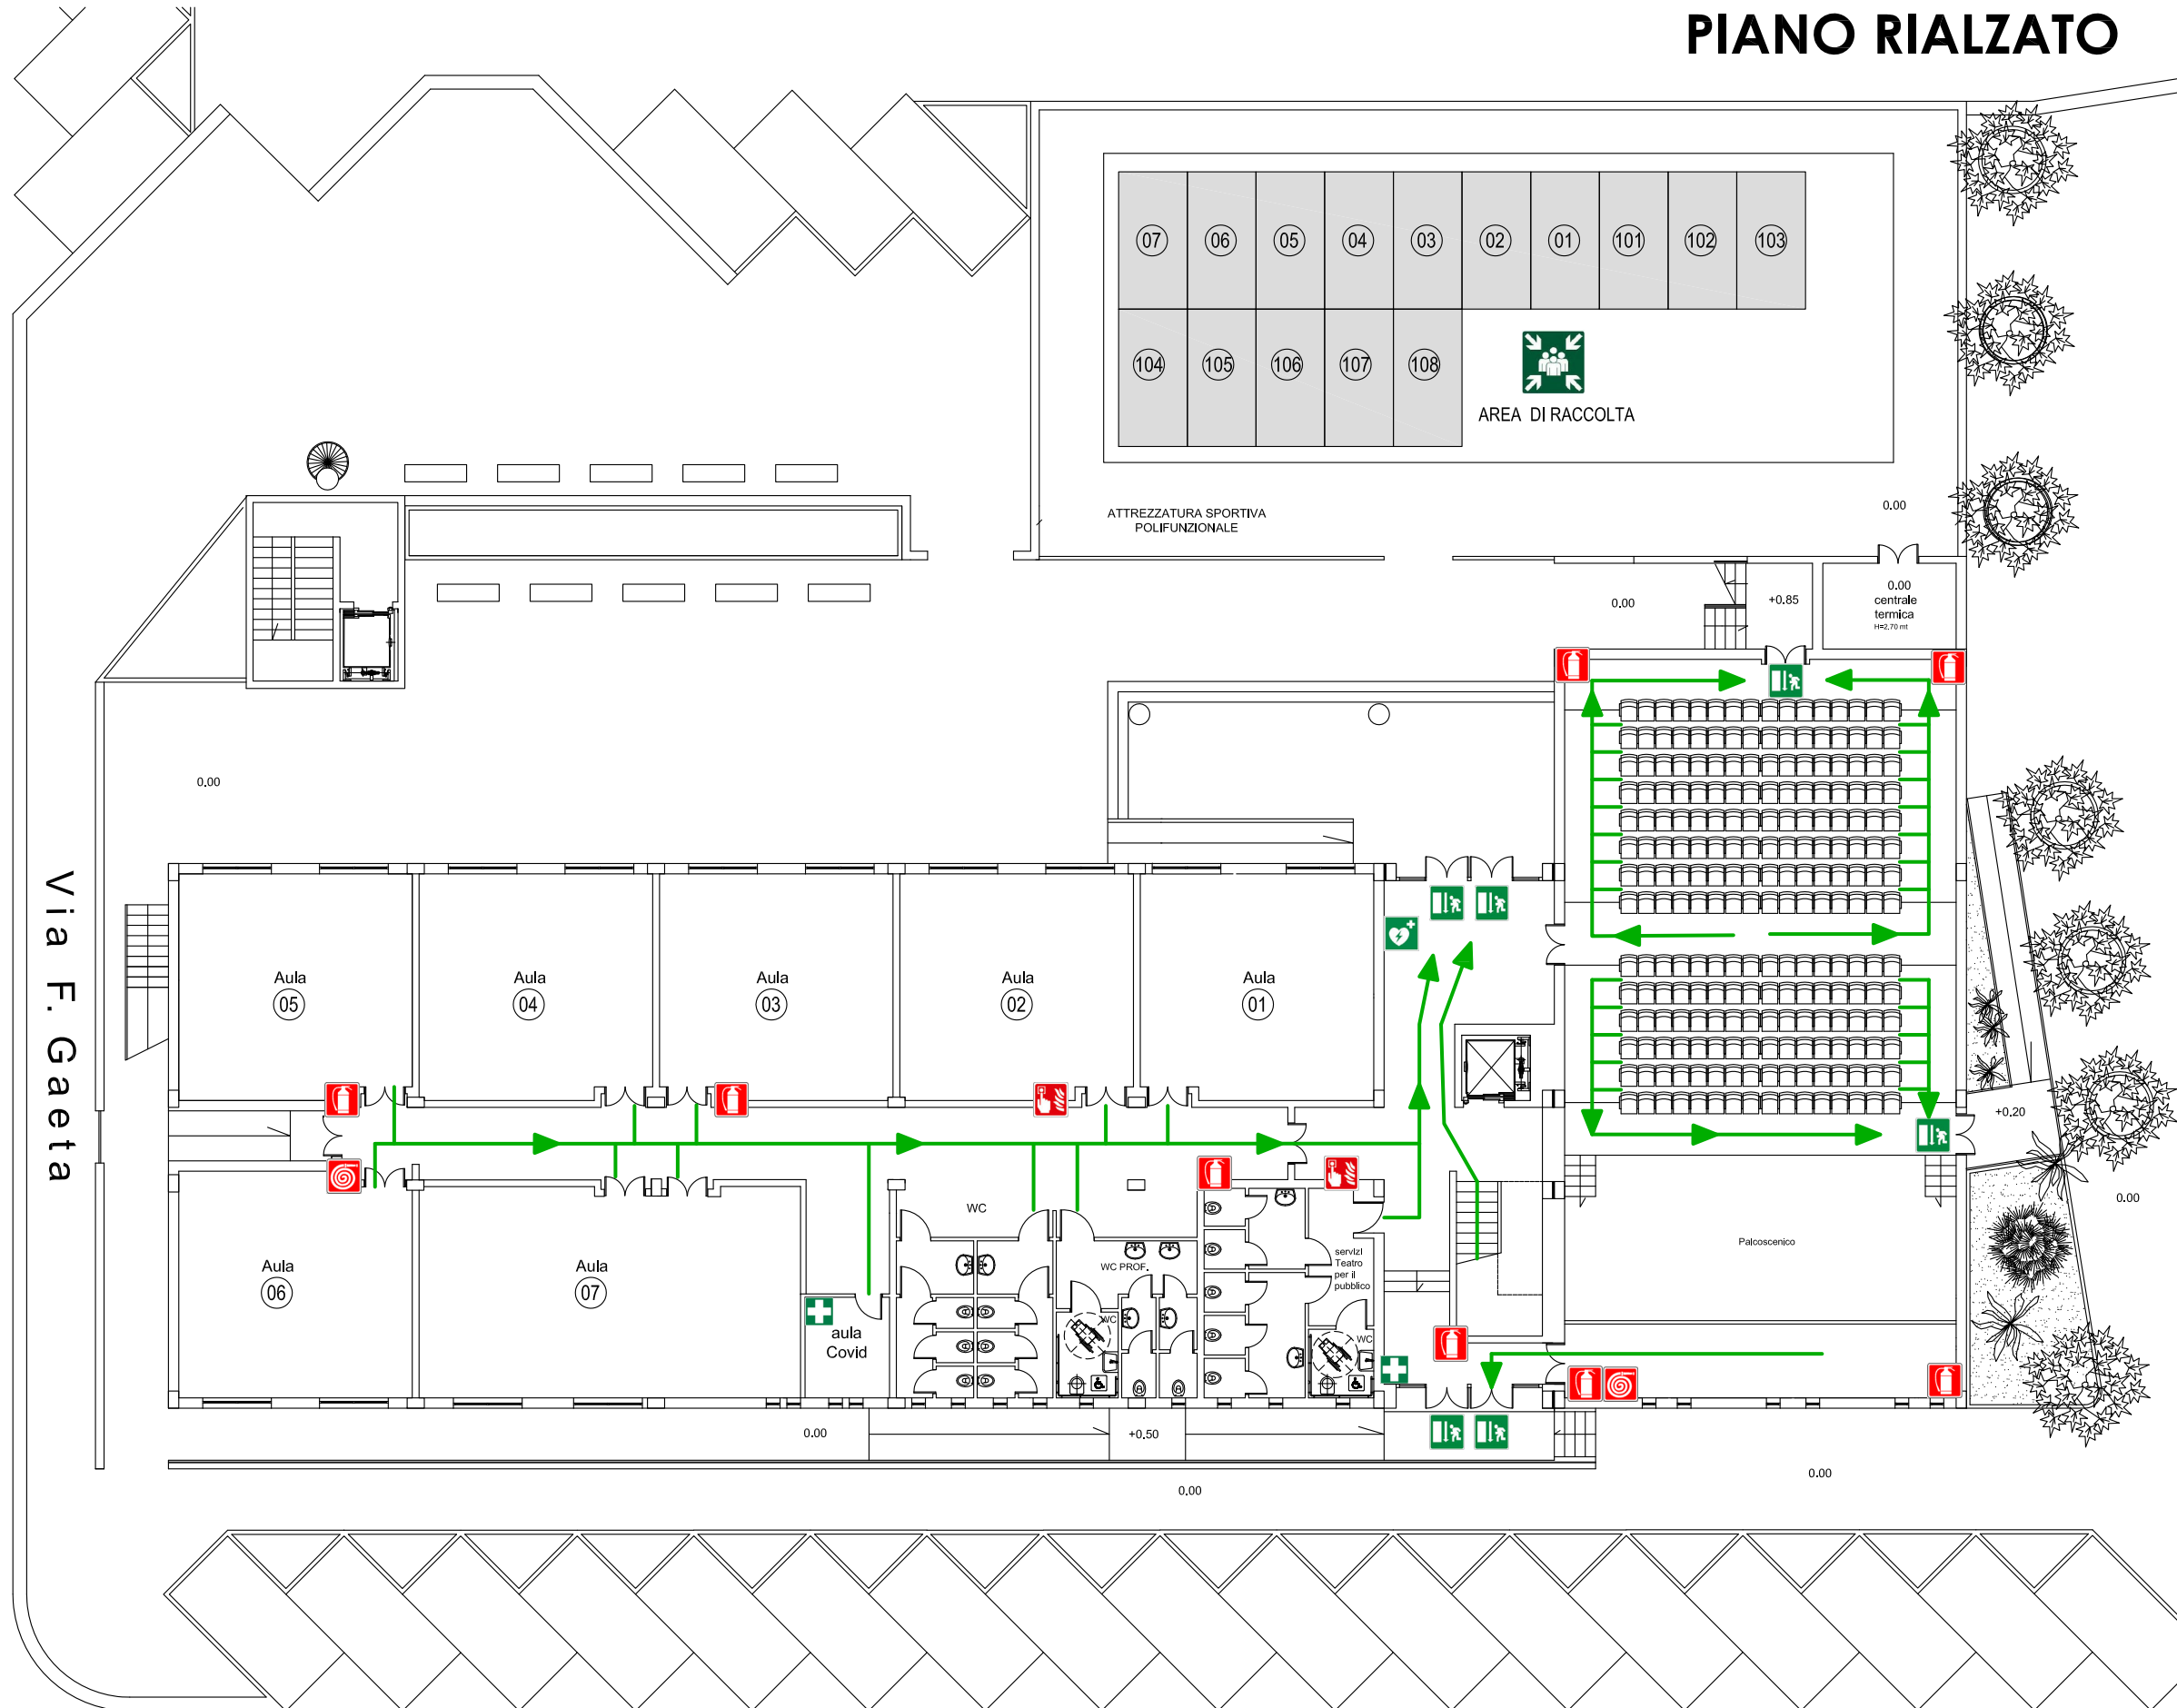 PIANO RIALZATO
07
06
05
04
03
02
01
101
102
103
104
105
106
107
108
AREA DI RACCOLTA
ATTREZZATURA SPORTIVA
POLIFUNZIONALE
0.00
0.00
+0.85
0.00
centrale
termica
H=2,70 mt
0.00
Via F. Gaeta
Aula
05
Aula
04
Aula
03
Aula
02
Aula
01
+0,20
0.00
WC
WC PROF.
WC
servizi
Teatro
per il
pubblico
WC
Palcoscenico
Aula
06
Aula
07
aula
Covid
0.00
+0.50
0.00
0.00